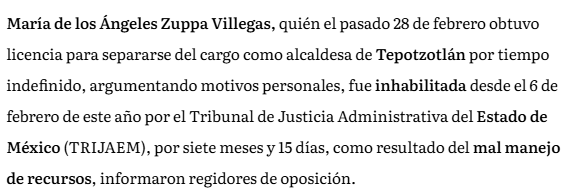 María de los Ángeles Zuppa Villegas, quién el pasado 28 de febrero obtuvo
licencia para separarse del cargo como alcaldesa de Tepotzotlán por tiempo
indefinido, argumentando motivos personales, fue inhabilitada desde el 6 de
febrero de este año por el Tribunal de Justicia Administrativa del Estado de
México (TRIJAEM), por siete meses y 15 días, como resultado del mal manejo
de recursos, informaron regidores de oposición.